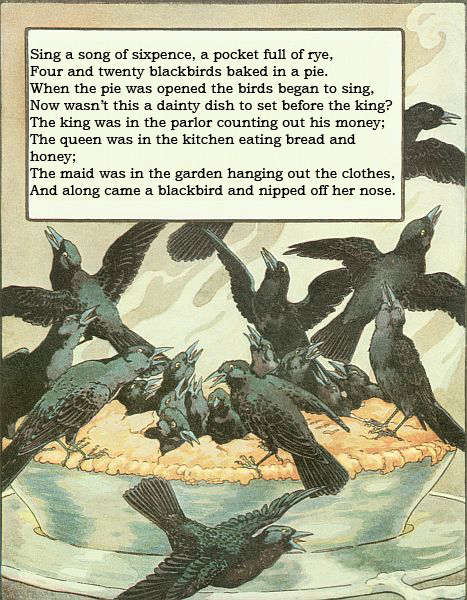 Sing a song of sixpence, a pocket full of rye,
Four and twenty blackbirds baked in a pie.
When the pie was opened the birds began to sing,
Now wasn't this a dainty dish to set before the king?
The king was in the parlor counting out his money;
The queen was in the kitchen eating bread and
honey;
The maid was in the garden hanging out the clothes,
And along came a blackbird and nipped off her nose.